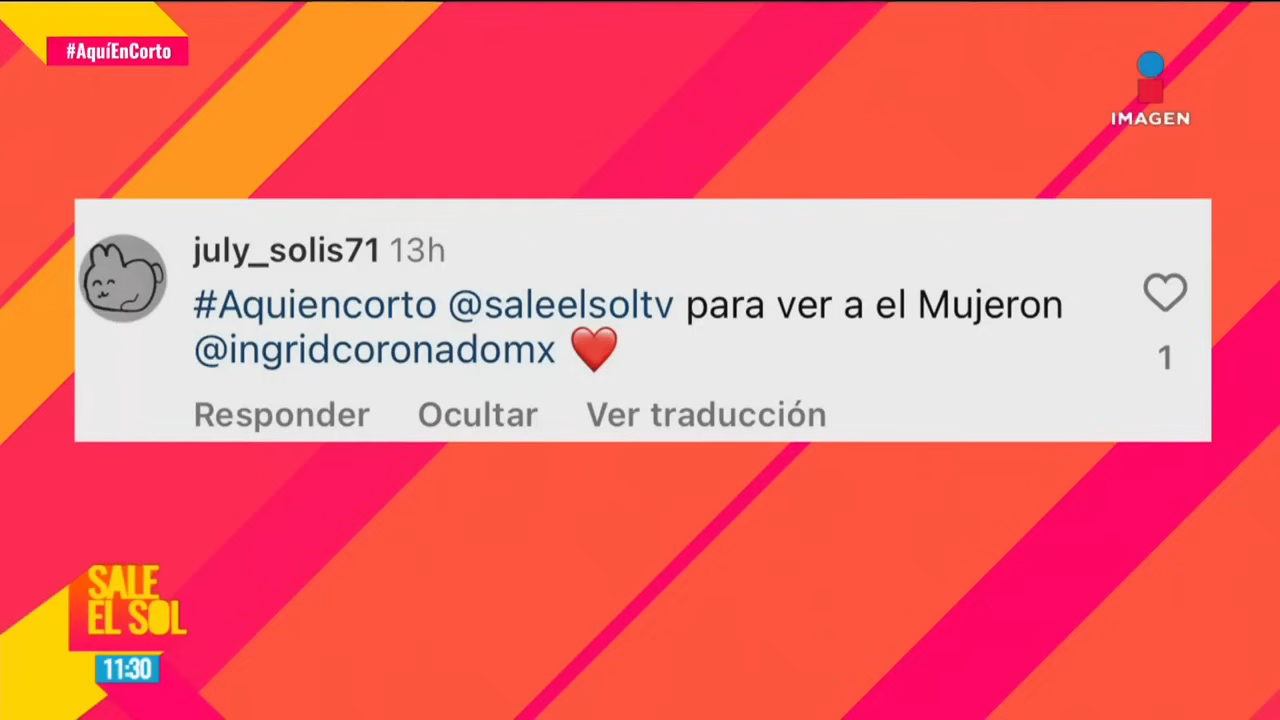 #AquíEnCorto
IMAGEN
july_solis71 13h
#Aquiencorto @saleelsoltv para ver a el Mujeron
@ingridcoronadomx ❤️
1
Responder Ocultar Ver traducción
SALE
EL SOL
11:30